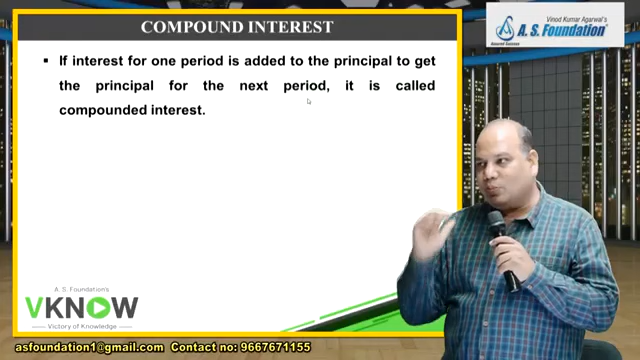 COMPOUND INTEREST
Vinod Kumar Agarwal's
A. S. Foundation®
Assured Success
▪ If interest for one period is added to the principal to get
the principal for the next period, it is called
compounded interest.
A. S. Foundation's
VKNOW
Victory of Knowledge
asfoundation1@gmail.com Contact no: 9667671155